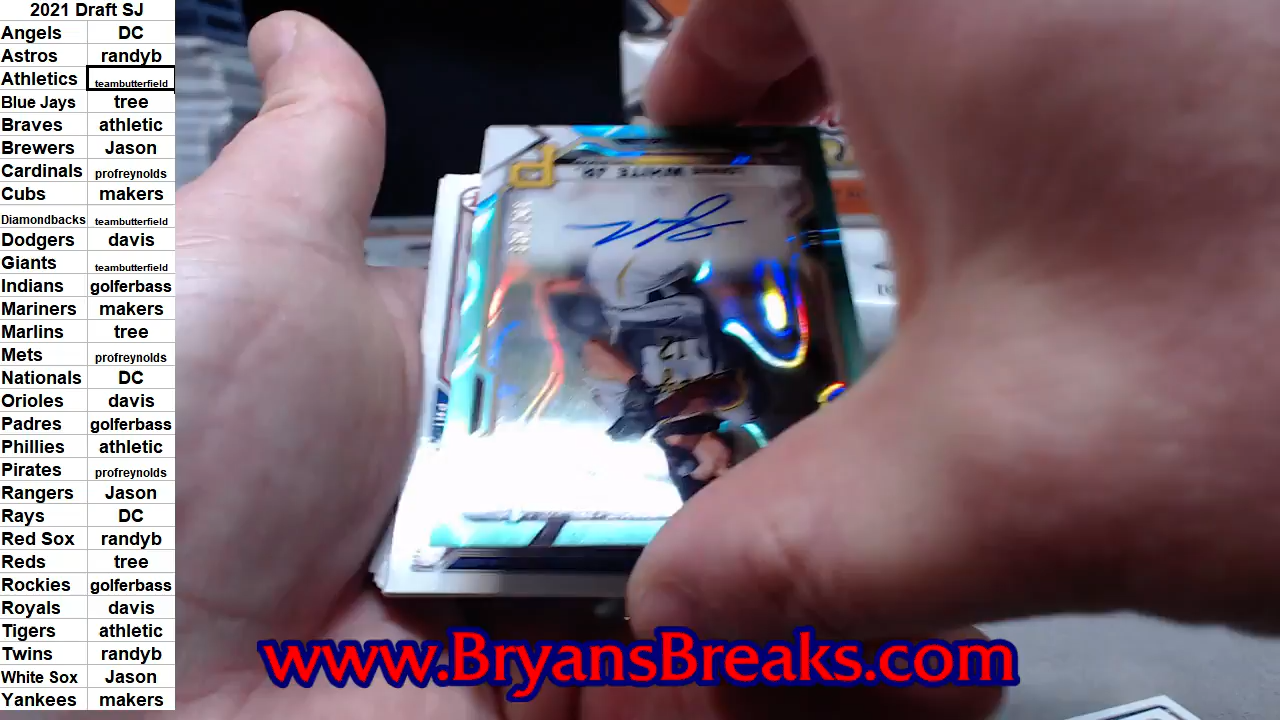 2021 Draft SJ
Angels DC
Astros randyb
Athletics teambutterfield
Blue Jays tree
Braves athletic
Brewers Jason
Cardinals profreynolds
Cubs makers
Diamondbacks teambutterfield
Dodgers davis
Giants teambutterfield
Indians golferbass
Mariners makers
Marlins tree
Mets profreynolds
Nationals DC
Orioles davis
Padres golferbass
Phillies athletic
Pirates profreynolds
Rangers Jason
Rays DC
Red Sox randyb
Reds tree
Rockies golferbass
Royals davis
Tigers athletic
Twins randyb
White Sox Jason
Yankees makers
WHITE JR.
12
www.BryansBreaks.com